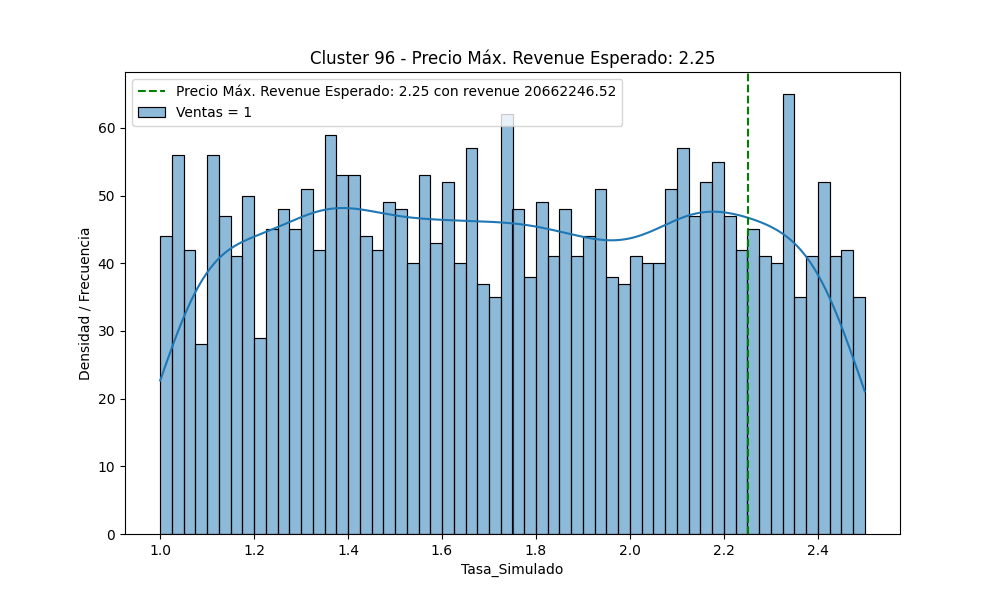 Cluster 96 - Precio Máx. Revenue Esperado: 2.25
Precio Máx. Revenue Esperado: 2.25 con revenue 20662246.52
Ventas = 1
Densidad / Frecuencia
60
50
40
30
20
10
0
1.0 1.2 1.4 1.6 1.8 2.0 2.2 2.4
Tasa_Simulado